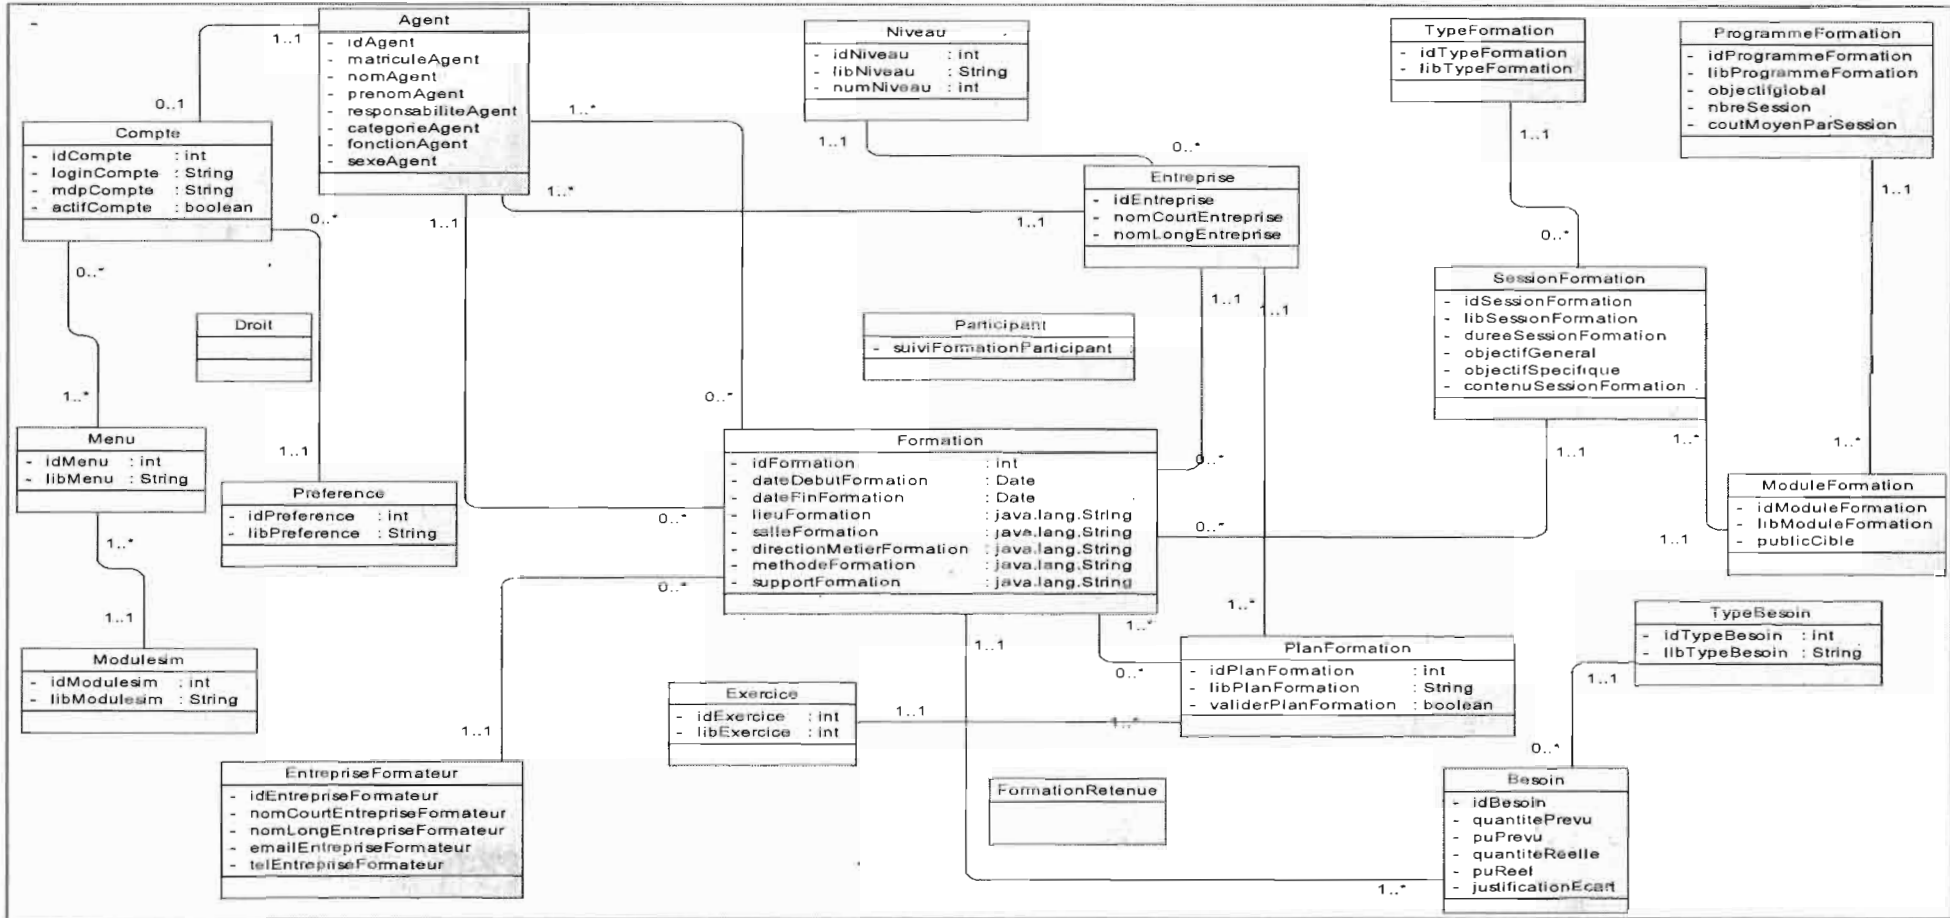 Agent
- idAgent
- matriculeAgent
- nomAgent
- prenomAgent
- responsabiliteAgent
- categorieAgent
- fonctionAgent
- sexeAgent
1..1
0..1
1..*
1..*
1..1
Compte
- idCompte : int
- loginCompte : String
- mdpCompte : String
- actifCompte : boolean
0..*
0..*
Niveau
- idNiveau : int
- libNiveau : String
- numNiveau : int
1..1
0..*
Entreprise
- idEntreprise
- nomCourtEntreprise
- nomLongEntreprise
1..1
1..1
1..1
TypeFormation
- idTypeFormation
- libTypeFormation
1..1
0..*
ProgrammeFormation
- idProgrammeFormation
- libProgrammeFormation
- objectifglobal
- nbreSession
- coutMoyenParSession
1..1
1..*
SessionFormation
- idSessionFormation
- libSessionFormation
- dureeSessionFormation
- objectifGeneral
- objectifSpecifique
- contenuSessionFormation
1..1
1..*
1..1
ModuleFormation
- idModuleFormation
- libModuleFormation
- publicCible
Droit
Participant
- suiviFormationParticipant
1..*
Menu
- idMenu : int
- libMenu : String
1..*
1..1
1..1
Preference
- idPreference : int
- libPreference : String
0..*
Formation
- idFormation : int
- dateDebutFormation : Date
- dateFinFormation : Date
- lieuFormation : java.lang.String
- salleFormation : java.lang.String
- directionMetierFormation : java.lang.String
- methodeFormation : java.lang.String
- supportFormation : java.lang.String
0..*
0..*
0..*
0..*
1..1
1..*
0..*
1..*
Modulesim
- idModulesim : int
- libModulesim : String
1..1
EntrepriseFormateur
- idEntrepriseFormateur
- nomCourtEntrepriseFormateur
- nomLongEntrepriseFormateur
- emailEntrepriseFormateur
- telEntrepriseFormateur
Exercice
- idExercice : int
- libExercice : int
1..1
1..*
PlanFormation
- idPlanFormation : int
- libPlanFormation : String
- validerPlanFormation : boolean
TypeBesoin
- idTypeBesoin : int
- libTypeBesoin : String
1..1
0..*
FormationRetenue
1..*
Besoin
- idBesoin
- quantitePrevu
- puPrevu
- quantiteReelle
- puReel
- justificationEcart